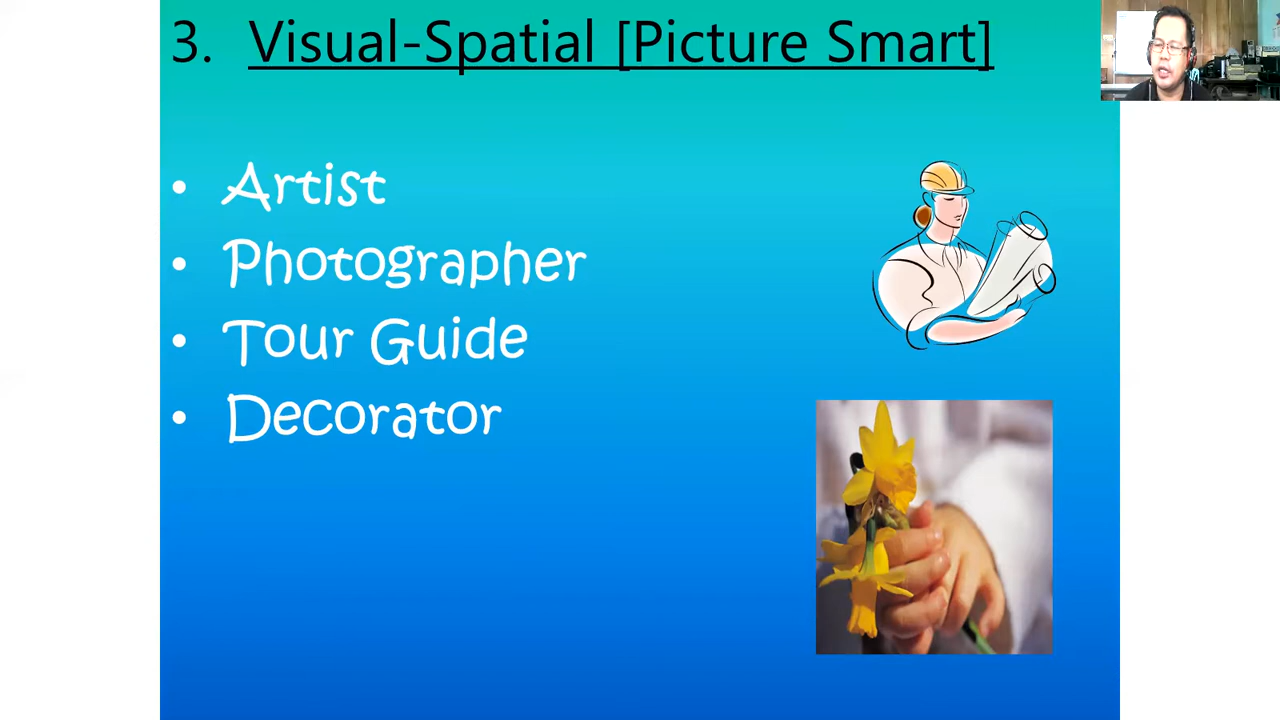 3. Visual-Spatial [Picture Smart]
• Artist
• Photographer
• Tour Guide
• Decorator